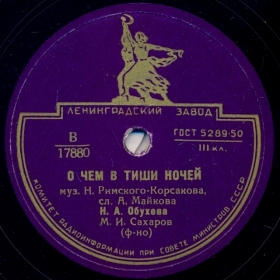 ЛЕНИНГРАДСКИЙ ЗАВОД
В
17880
ГОСТ 5289-50
III кл.
О ЧЕМ В ТИШИ НОЧЕЙ
муз. Н. Римского-Корсакова,
сл. А. Майкова
Н. А. Обухова
М. И. Сахаров
(ф-но)
КОМИТЕТ РАДИОИНФОРМАЦИИ ПРИ СОВЕТЕ МИНИСТРОВ СССР